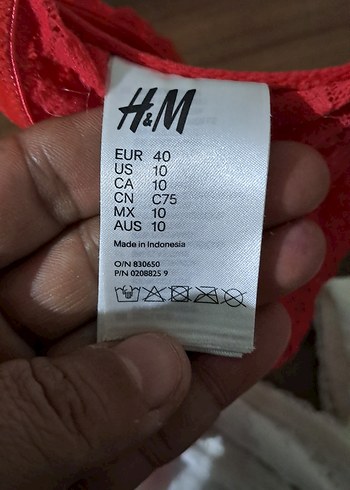 H&M
EUR 40
US 10
CA 10
CN C75
MX 10
AUS 10
Made in Indonesia
O/N 830650
P/N 0208825 9